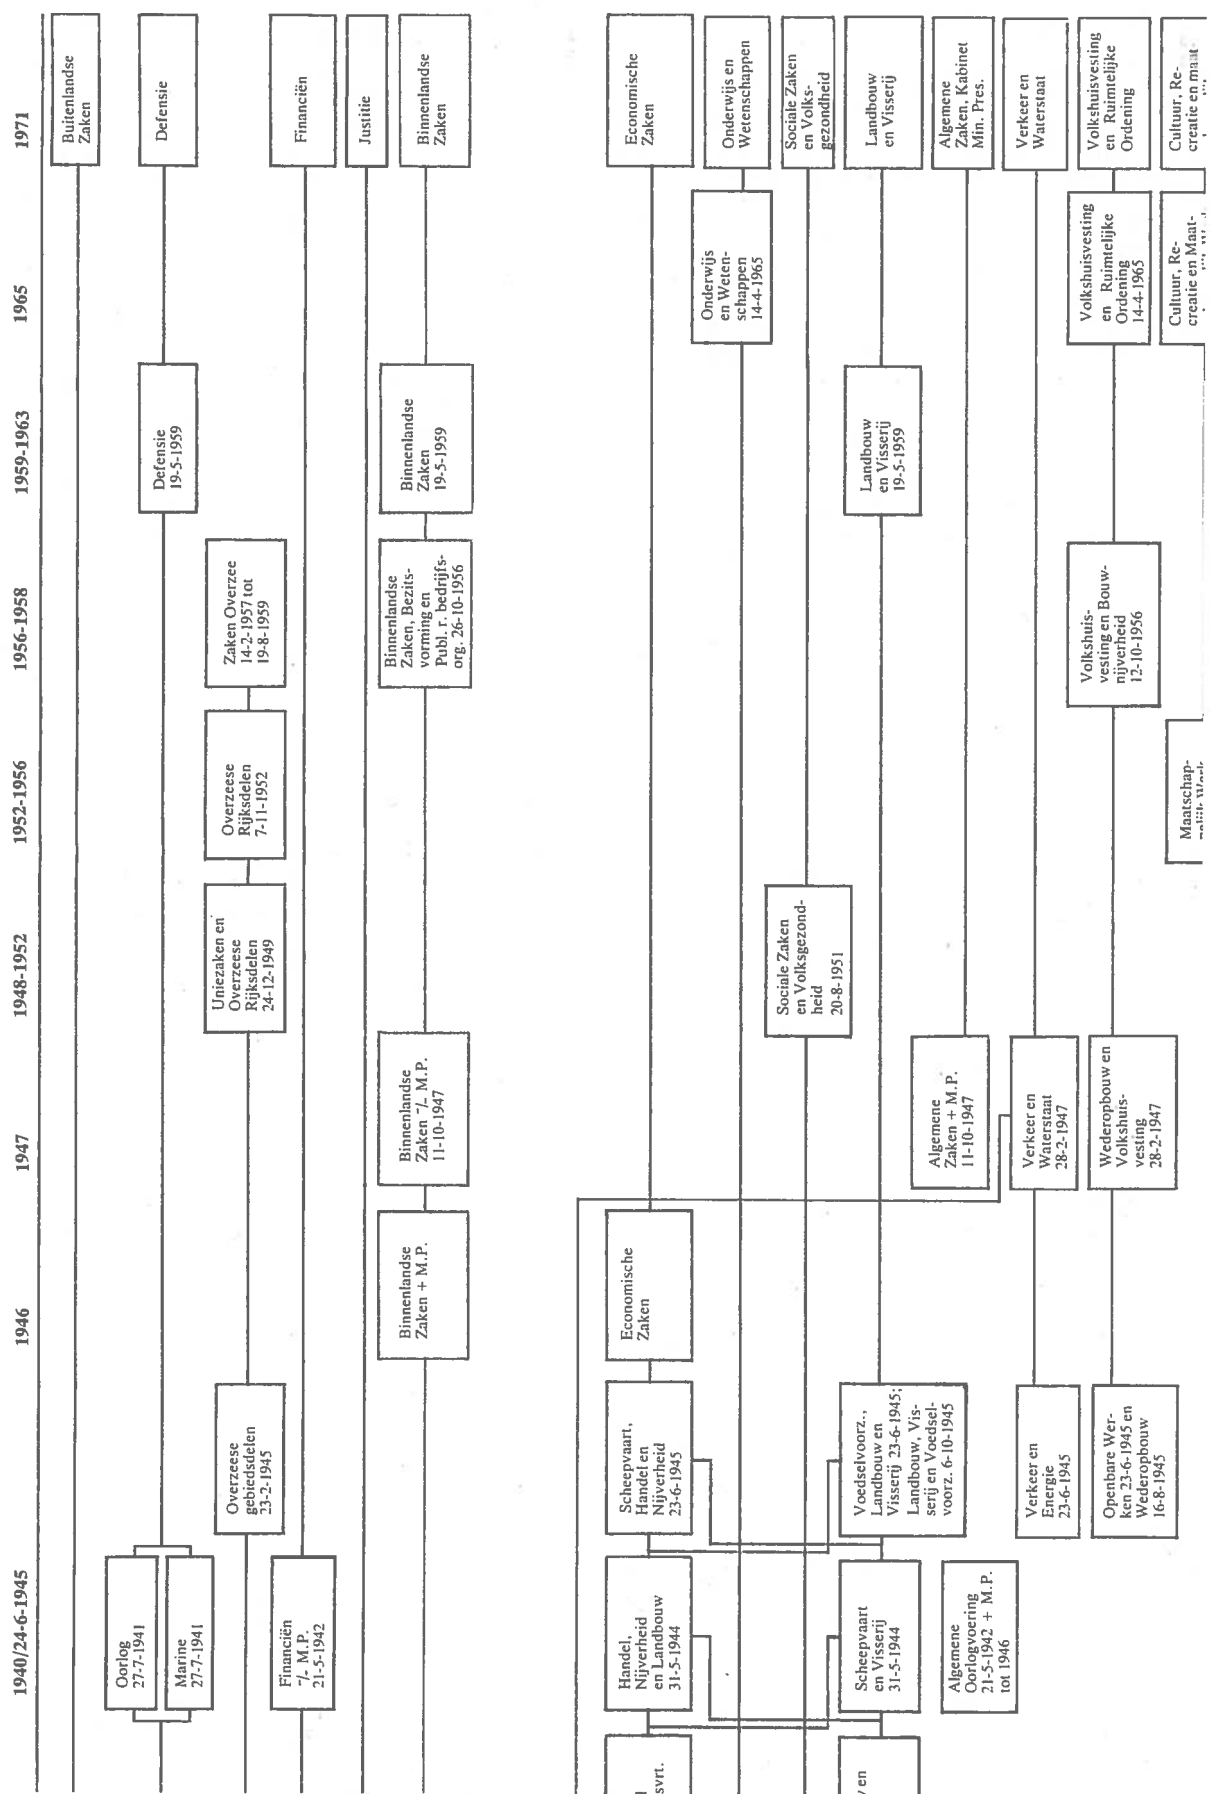 1971
Buitenlandse
Zaken
Defensie
Financiën
Justitie
Binnenlandse
Zaken
Economische
Zaken
Onderwijs en
Wetenschappen
Sociale Zaken
en Volks-
gezondheid
Landbouw
en Visserij
Algemene
Zaken, Kabinet
Min. Pres.
Verkeer en
Waterstaat
Volkshuisvesting
en Ruimtelijke
Ordening
Cultuur, Re-
creatie en maat-
1965
Onderwijs
en Weten-
schappen
14-4-1965
Volkshuisvesting
en Ruimtelijke
Ordening
14-4-1965
Cultuur, Re-
creatie en Maat-
1959-1963
Defensie
19-5-1959
Binnenlandse
Zaken
19-5-1959
Landbouw
en Visserij
19-5-1959
1956-1958
Zaken Overzee
14-2-1957 tot
19-8-1959
Binnenlandse
Zaken, Bezits-
vorming en
Publ. r. bedrijfs-
org. 26-10-1956
Volkshuis-
vesting en Bouw-
nijverheid
12-10-1956
1952-1956
Overzeese
Rijksdelen
7-11-1952
Maatschap-
1948-1952
Uniezaken en
Overzeese
Rijksdelen
24-12-1949
Sociale Zaken
en Volksgezond-
heid
20-8-1951
1947
Binnenlandse
Zaken -/- M.P.
11-10-1947
Algemene
Zaken + M.P.
11-10-1947
Verkeer en
Waterstaat
28-2-1947
Wederopbouw en
Volkshuis-
vesting
28-2-1947
1946
Binnenlandse
Zaken + M.P.
Economische
Zaken
Overzeese
gebiedsdelen
23-2-1945
Scheepvaart,
Handel en
Nijverheid
23-6-1945
Voedselvoorz.,
Landbouw en
Visserij 23-6-1945;
Landbouw, Vis-
serij en Voedsel-
voorz. 6-10-1945
Verkeer en
Energie
23-6-1945
Openbare Wer-
ken 23-6-1945 en
Wederopbouw
16-8-1945
1940/24-6-1945
Oorlog
27-7-1941
Marine
27-7-1941
Financiën
-/- M.P.
21-5-1942
Handel,
Nijverheid
en Landbouw
31-5-1944
Scheepvaart
en Visserij
31-5-1944
Algemene
Oorlogvoering
21-5-1942 + M.P.
tot 1946
svrt.
en